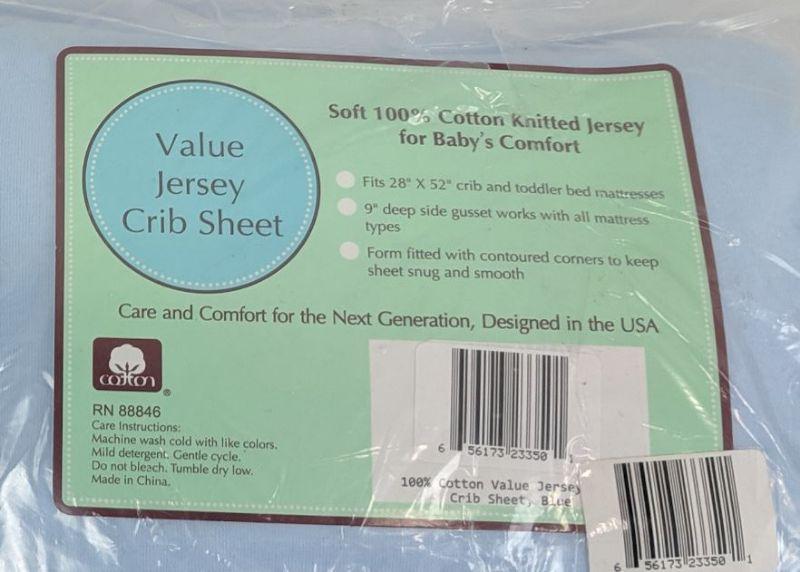 Value
Jersey
Crib Sheet
Soft 100% Cotton Knitted Jersey
for Baby's Comfort
Fits 28" X 52" crib and toddler bed mattresses
9" deep side gusset works with all mattress
types
Form fitted with contoured corners to keep
sheet snug and smooth
Care and Comfort for the Next Generation, Designed in the USA
cotton®
RN 88846
Care Instructions:
Machine wash cold with like colors.
Mild detergent. Gentle cycle.
Do not bleach. Tumble dry low.
Made in China.
6 56173 23350 1
100% Cotton Value Jersey
Crib Sheet, Blue
6 56173 23350 1